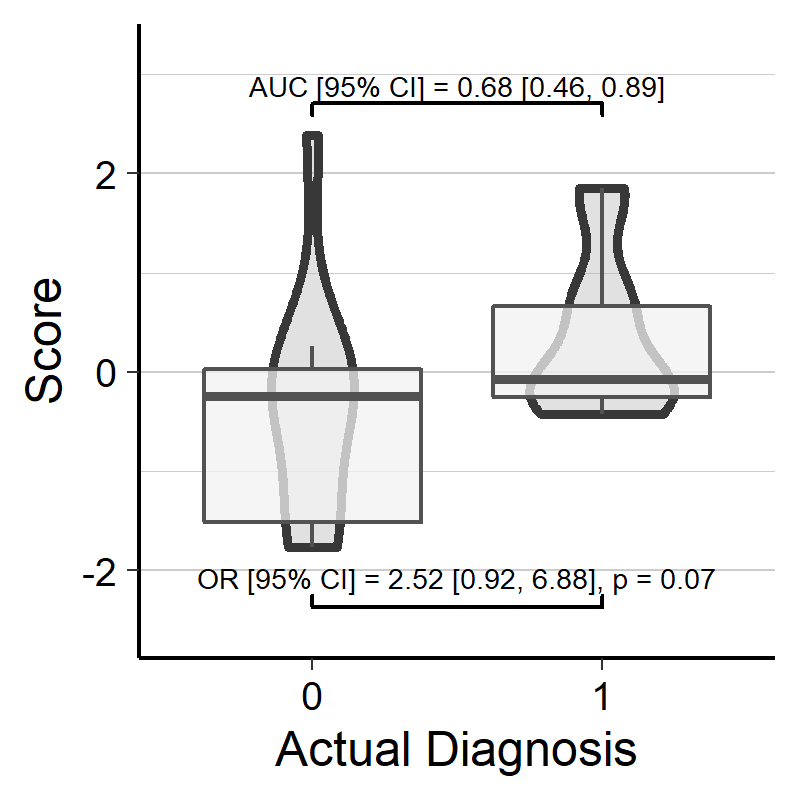 AUC [95% CI] = 0.68 [0.46, 0.89]
2
0
-2
Score
OR [95% CI] = 2.52 [0.92, 6.88], p = 0.07
0 1
Actual Diagnosis